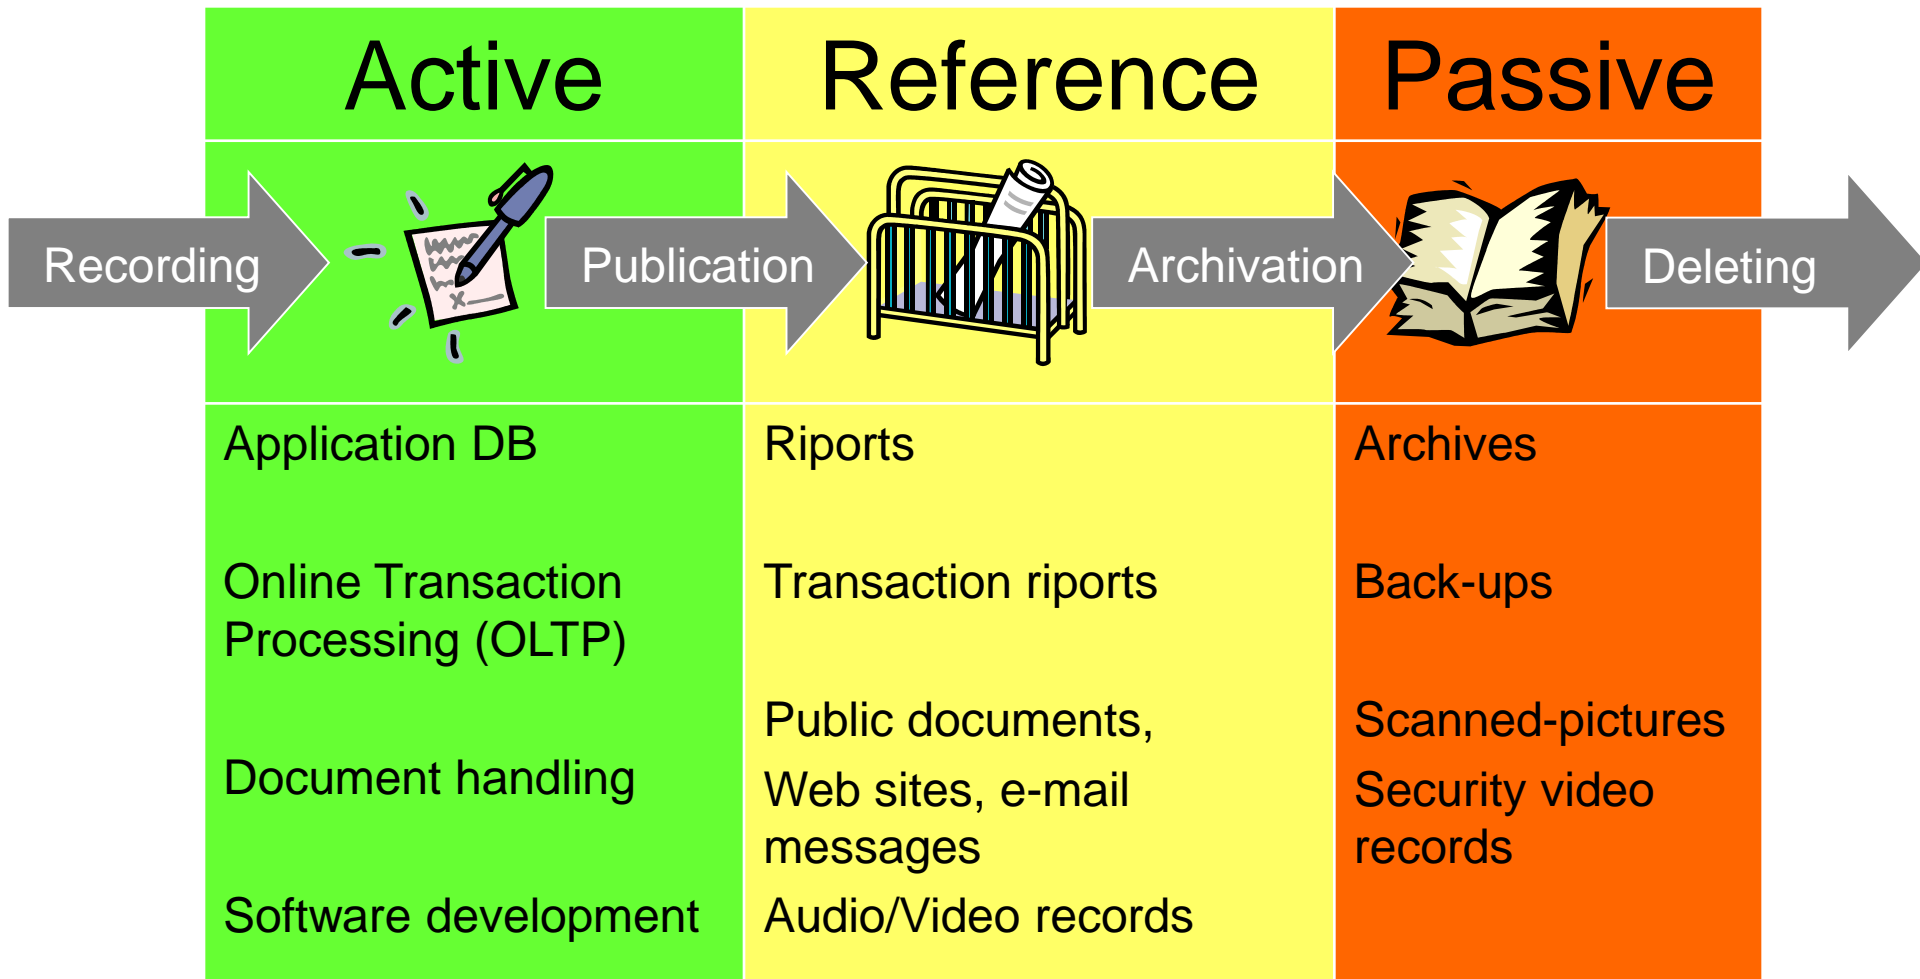 Active
Reference
Passive
Recording
Publication
Archivation
Deleting
Application DB
Online Transaction
Processing (OLTP)
Document handling
Software development
Riports
Transaction riports
Public documents,
Web sites, e-mail
messages
Audio/Video records
Archives
Back-ups
Scanned-pictures
Security video
records